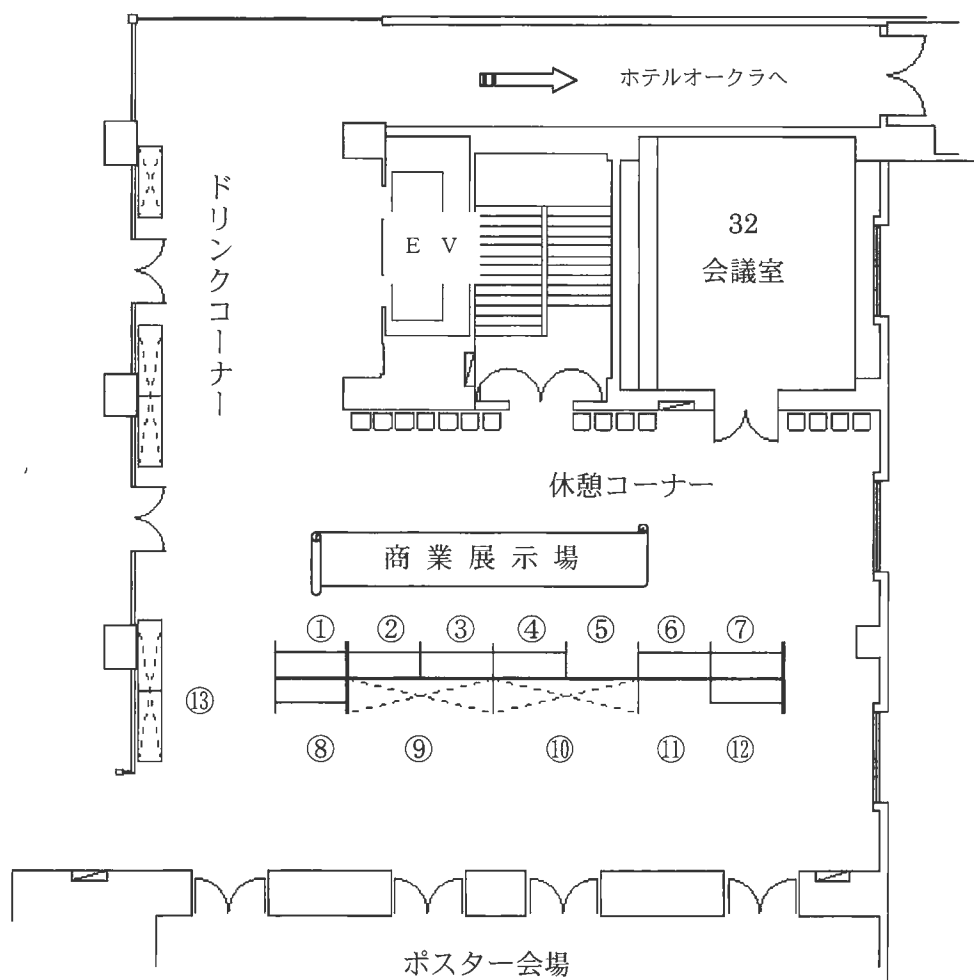 ホテルオークラへ
ドリンクコーナー
E V
32
会議室
休憩コーナー
商業展示場
① ② ③ ④ ⑤ ⑥ ⑦
⑬
⑧ ⑨ ⑩ ⑪ ⑫
ポスター会場